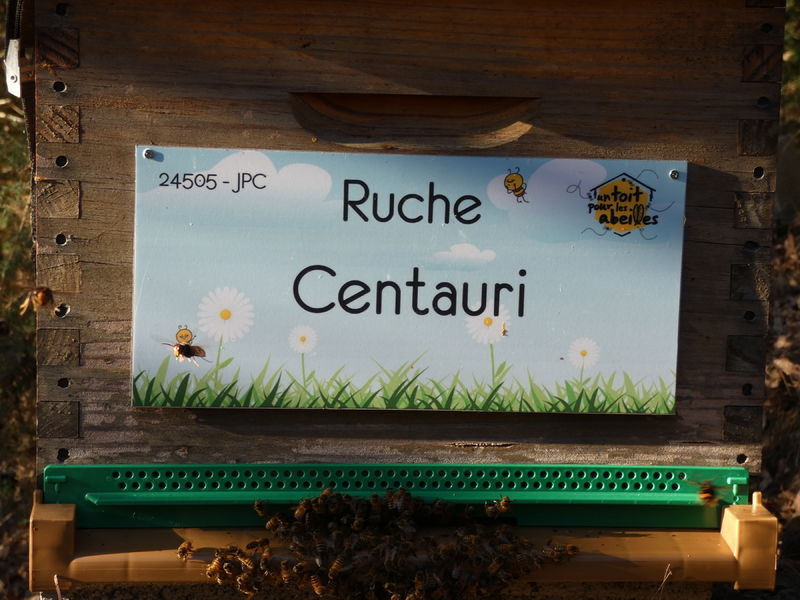 24505 - JPC
Ruche
Centauri
un toit
pour les
abeilles